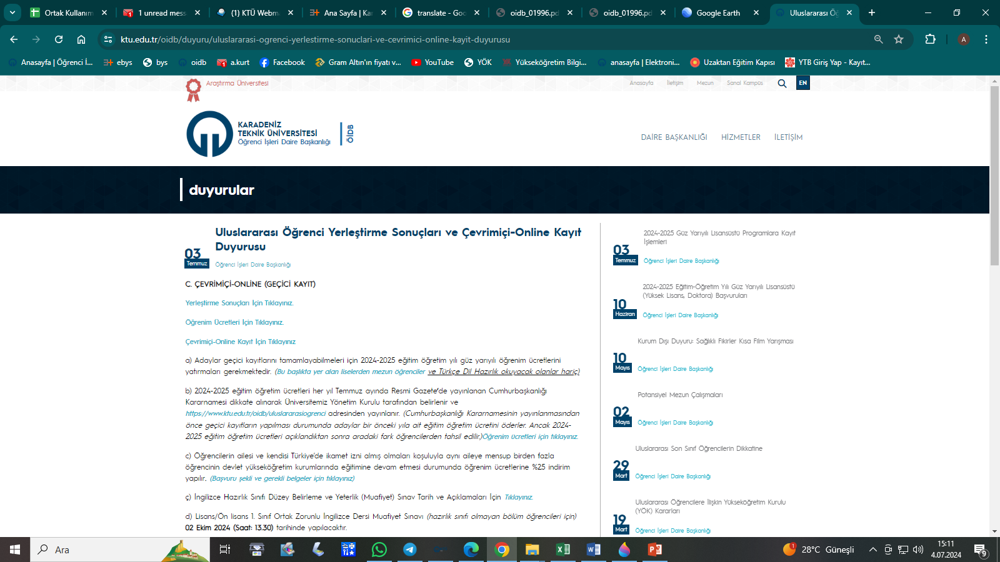 Ortak Kullanım
1 unread mess
(1) KTÜ Webma
Ana Sayfa | Kar
translate - Goo
oidb_01996.pd
oidb_01996.pd
Google Earth
Uluslararası Öğ
ktu.edu.tr/oidb/duyuru/uluslararasi-ogrenci-yerlestirme-sonuclari-ve-cevrimici-online-kayit-duyurusu
A
Anasayfa | Öğrenci İ...
ebys
bys
oidb
a.kurt
Facebook
Gram Altın'ın fiyatı v...
YouTube
YÖK
Yükseköğretim Bilgi...
anasayfa | Elektroni...
Uzaktan Eğitim Kapısı
YTB Giriş Yap - Kayıt...
Araştırma Üniversitesi
Anasayfa
İletişim
Mezun
Sanal Kampüs
EN
KARADENİZ
TEKNİK ÜNİVERSİTESİ
Öğrenci İşleri Daire Başkanlığı
ÖİDB
DAİRE BAŞKANLIĞI
HİZMETLER
İLETİŞİM
duyurular
Uluslararası Öğrenci Yerleştirme Sonuçları ve Çevrimiçi-Online Kayıt
Duyurusu
03
Temmuz
Öğrenci İşleri Daire Başkanlığı
C. ÇEVRİMİÇİ-ONLİNE (GEÇİCİ KAYIT)
Yerleştirme Sonuçları İçin Tıklayınız.
Öğrenim Ücretleri İçin Tıklayınız.
Çevrimiçi-Online Kayıt İçin Tıklayınız
a) Adaylar geçici kayıtlarını tamamlayabilmeleri için 2024-2025 eğitim öğretim yılı güz yarıyılı öğrenim ücretlerini
yatırmaları gerekmektedir. (Bu başlıkta yer alan liselerden mezun öğrenciler ve Türkçe Dil Hazırlık okuyacak olanlar hariç)
b) 2024-2025 eğitim öğretim ücretleri her yıl Temmuz ayında Resmi Gazete'de yayınlanan Cumhurbaşkanlığı
Kararnamesi dikkate alınarak Üniversitemiz Yönetim Kurulu tarafından belirlenir ve
https://www.ktu.edu.tr/oidb/uluslararasiogrenci adresinden yayınlanır. (Cumhurbaşkanlığı Kararnamesinin yayınlanmasından
önce geçici kayıtların yapılması durumunda adaylar bir önceki yıla ait eğitim öğretim ücretini öderler. Ancak 2024-
2025 eğitim öğretim ücretleri açıklandıktan sonra aradaki fark öğrencilerden tahsil edilir.)Öğrenim ücretleri için tıklayınız.
c) Öğrencilerin ailesi ve kendisi Türkiye'de ikamet izni almış olmaları koşuluyla aynı aileye mensup birden fazla
öğrencinin devlet yükseköğretim kurumlarında eğitimine devam etmesi durumunda öğrenim ücretlerine %25 indirim
yapılır. (Başvuru şekli ve gerekli belgeler için tıklayınız)
ç) İngilizce Hazırlık Sınıfı Düzey Belirleme ve Yeterlik (Muafiyet) Sınav Tarih ve Açıklamaları İçin Tıklayınız.
d) Lisans/Ön lisans 1. Sınıf Ortak Zorunlu İngilizce Dersi Muafiyet Sınavı (hazırlık sınıfı olmayan bölüm öğrencileri için)
02 Ekim 2024 (Saat: 13.30) tarihinde yapılacaktır.
2024-2025 Güz Yarıyılı Lisansüstü Programlara Kayıt
İşlemleri
03
Temmuz
Öğrenci İşleri Daire Başkanlığı
2024-2025 Eğitim-Öğretim Yılı Güz Yarıyılı Lisansüstü
(Yüksek Lisans, Doktora) Başvuruları
10
Haziran
Öğrenci İşleri Daire Başkanlığı
Kurum Dışı Duyuru: Sağlıklı Fikirler Kısa Film Yarışması
10
Mayıs
Öğrenci İşleri Daire Başkanlığı
Potansiyel Mezun Çalışmaları
02
Mayıs
Öğrenci İşleri Daire Başkanlığı
Uluslararası Son Sınıf Öğrencilerin Dikkatine
29
Mart
Öğrenci İşleri Daire Başkanlığı
Uluslararası Öğrencilere İlişkin Yükseköğretim Kurulu
(YÖK) Kararları
19
Mart
Öğrenci İşleri Daire Başkanlığı
Ara
1
28°C Güneşli
15:11
4.07.2024
9